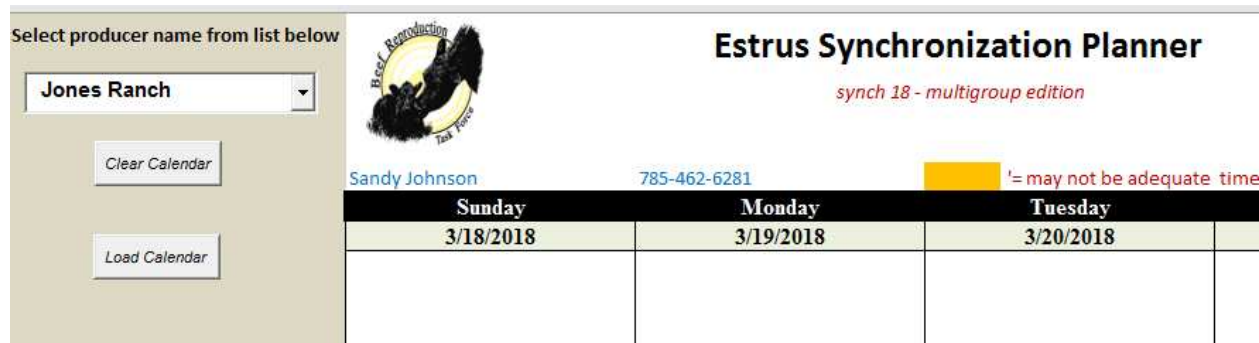 Select producer name from list below
Jones Ranch
Clear Calendar
Load Calendar
Beef Reproduction
Task Force
Estrus Synchronization Planner
synch 18 - multigroup edition
Sandy Johnson 785-462-6281 '= may not be adequate time
Sunday Monday Tuesday
3/18/2018 3/19/2018 3/20/2018